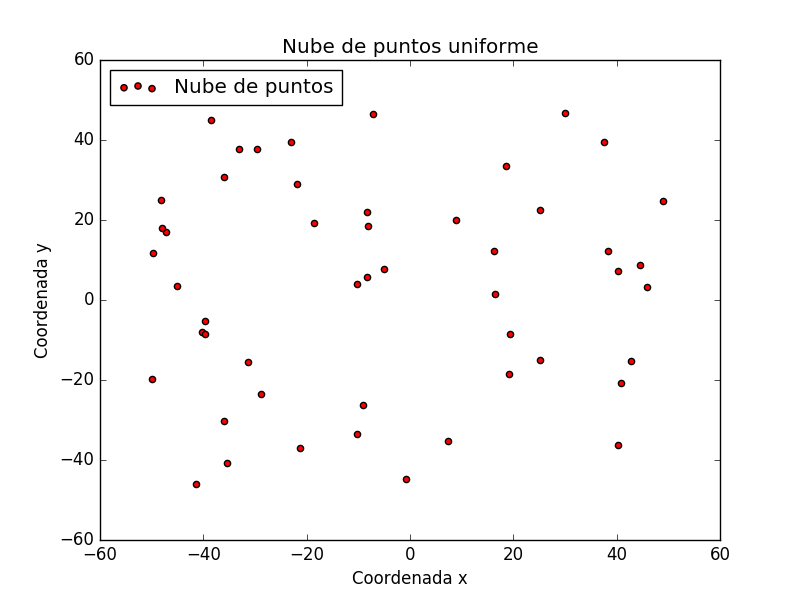 Nube de puntos uniforme
Nube de puntos
60
40
20
0
−20
−40
−60
Coordenada y
−60 −40 −20 0 20 40 60
Coordenada x